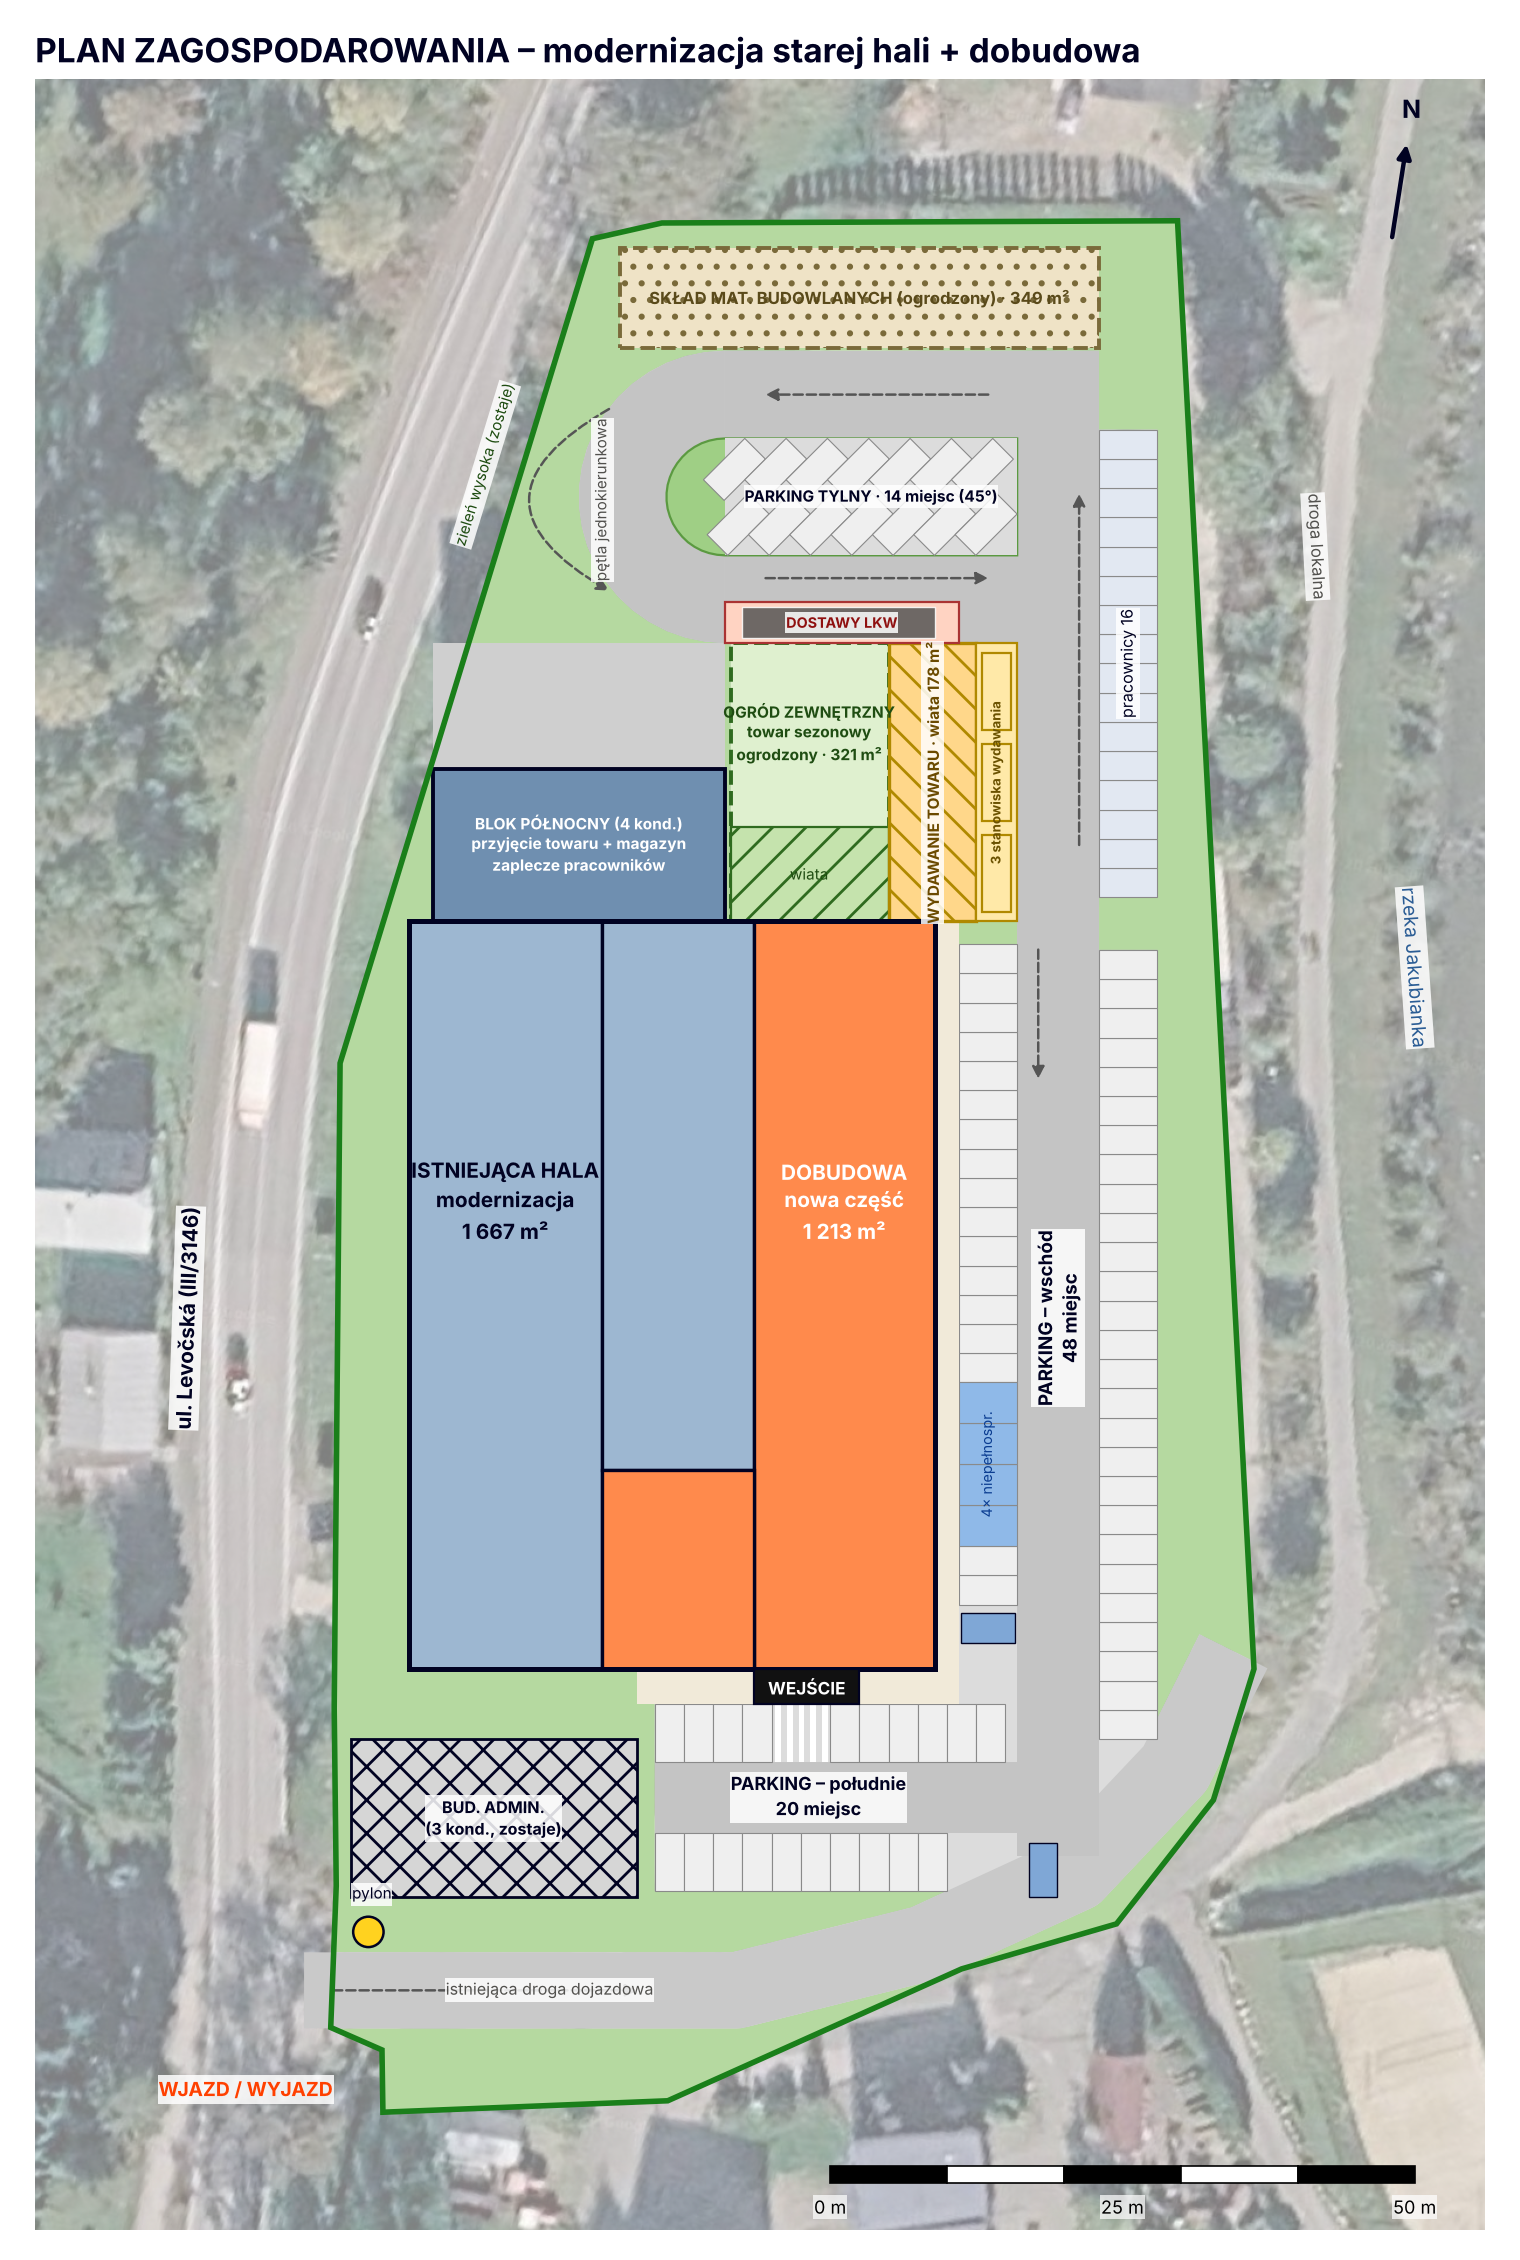 PLAN ZAGOSPODAROWANIA – modernizacja starej hali + dobudowa
N
SKŁAD MAT. BUDOWLANYCH (ogrodzony) · 349 m²
zieleń wysoka (zostaje)
pętla jednokierunkowa
PARKING TYLNY · 14 miejsc (45°)
droga lokalna
DOSTAWY LKW
pracownicy 16
OGRÓD ZEWNĘTRZNY
towar sezonowy
ogrodzony · 321 m²
WYDAWANIE TOWARU · wiata 178 m²
3 stanowiska wydawania
BLOK PÓŁNOCNY (4 kond.)
przyjęcie towaru + magazyn
zaplecze pracowników
wiata
rzeka Jakubianka
ISTNIEJĄCA HALA
modernizacja
1 667 m²
DOBUDOWA
nowa część
1 213 m²
ul. Levočská (III/3146)
PARKING – wschód
48 miejsc
4× niepełnospr.
WEJŚCIE
PARKING – południe
20 miejsc
BUD. ADMIN.
(3 kond., zostaje)
pylon
istniejąca droga dojazdowa
WJAZD / WYJAZD
0 m
25 m
50 m